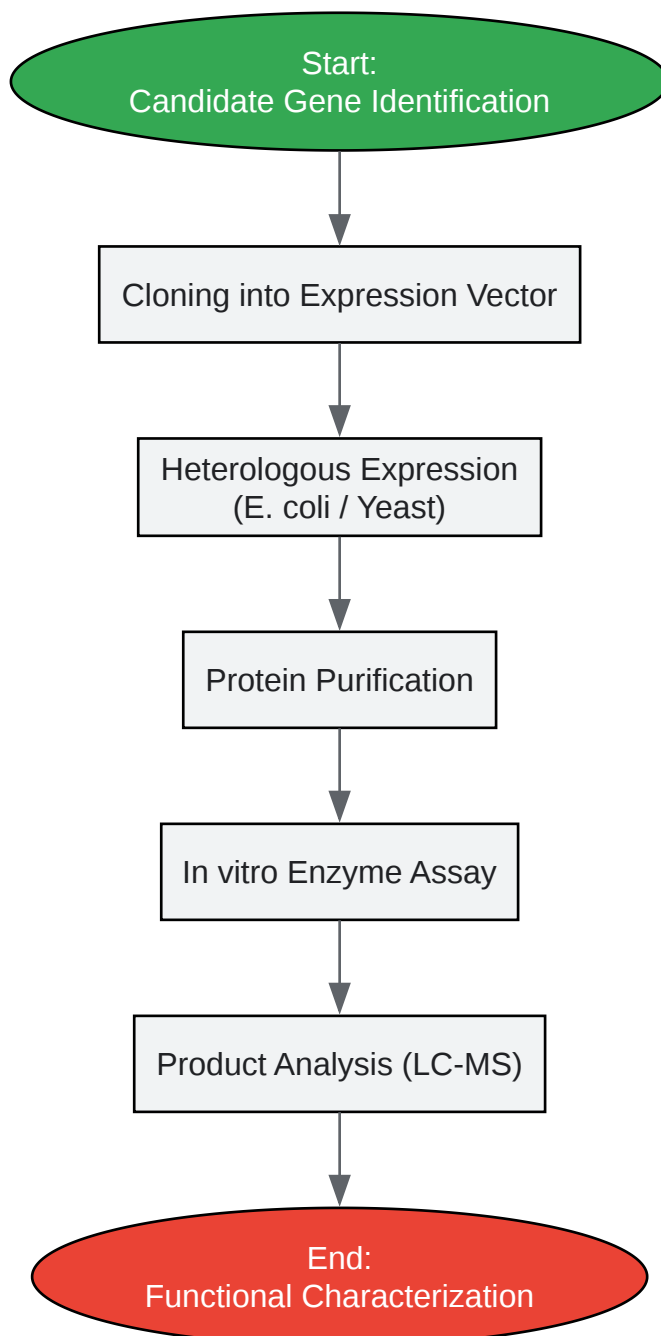 Start:
Candidate Gene Identification
Cloning into Expression Vector
Heterologous Expression
(E. coli / Yeast)
Protein Purification
In vitro Enzyme Assay
Product Analysis (LC-MS)
End:
Functional Characterization